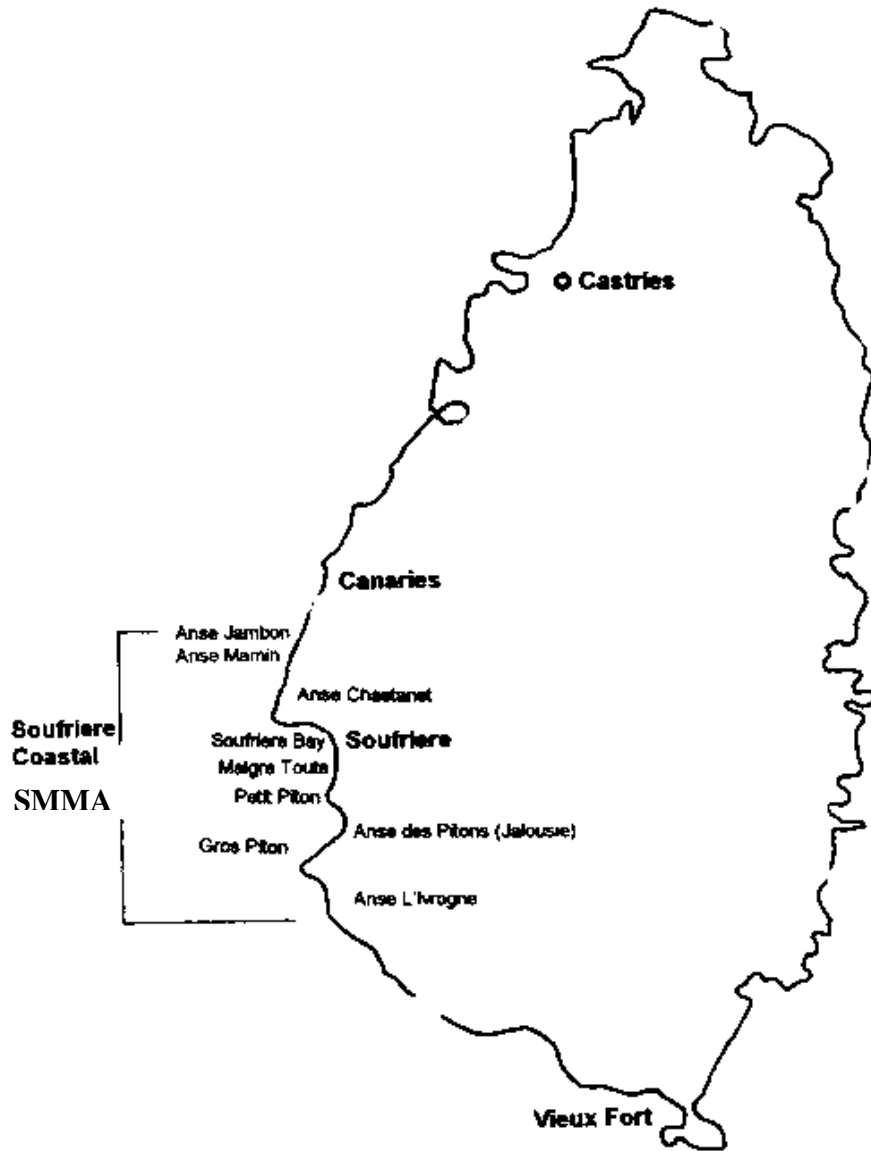 Castries
Canaries
Anse Jambon
Anse Mamin
Anse Chastanet
Soufriere
Coastal
SMMA
Soufriere Bay
Soufriere
Malgre Toute
Petit Piton
Anse des Pitons (Jalousie)
Gros Piton
Anse L'Ivrogne
Vieux Fort